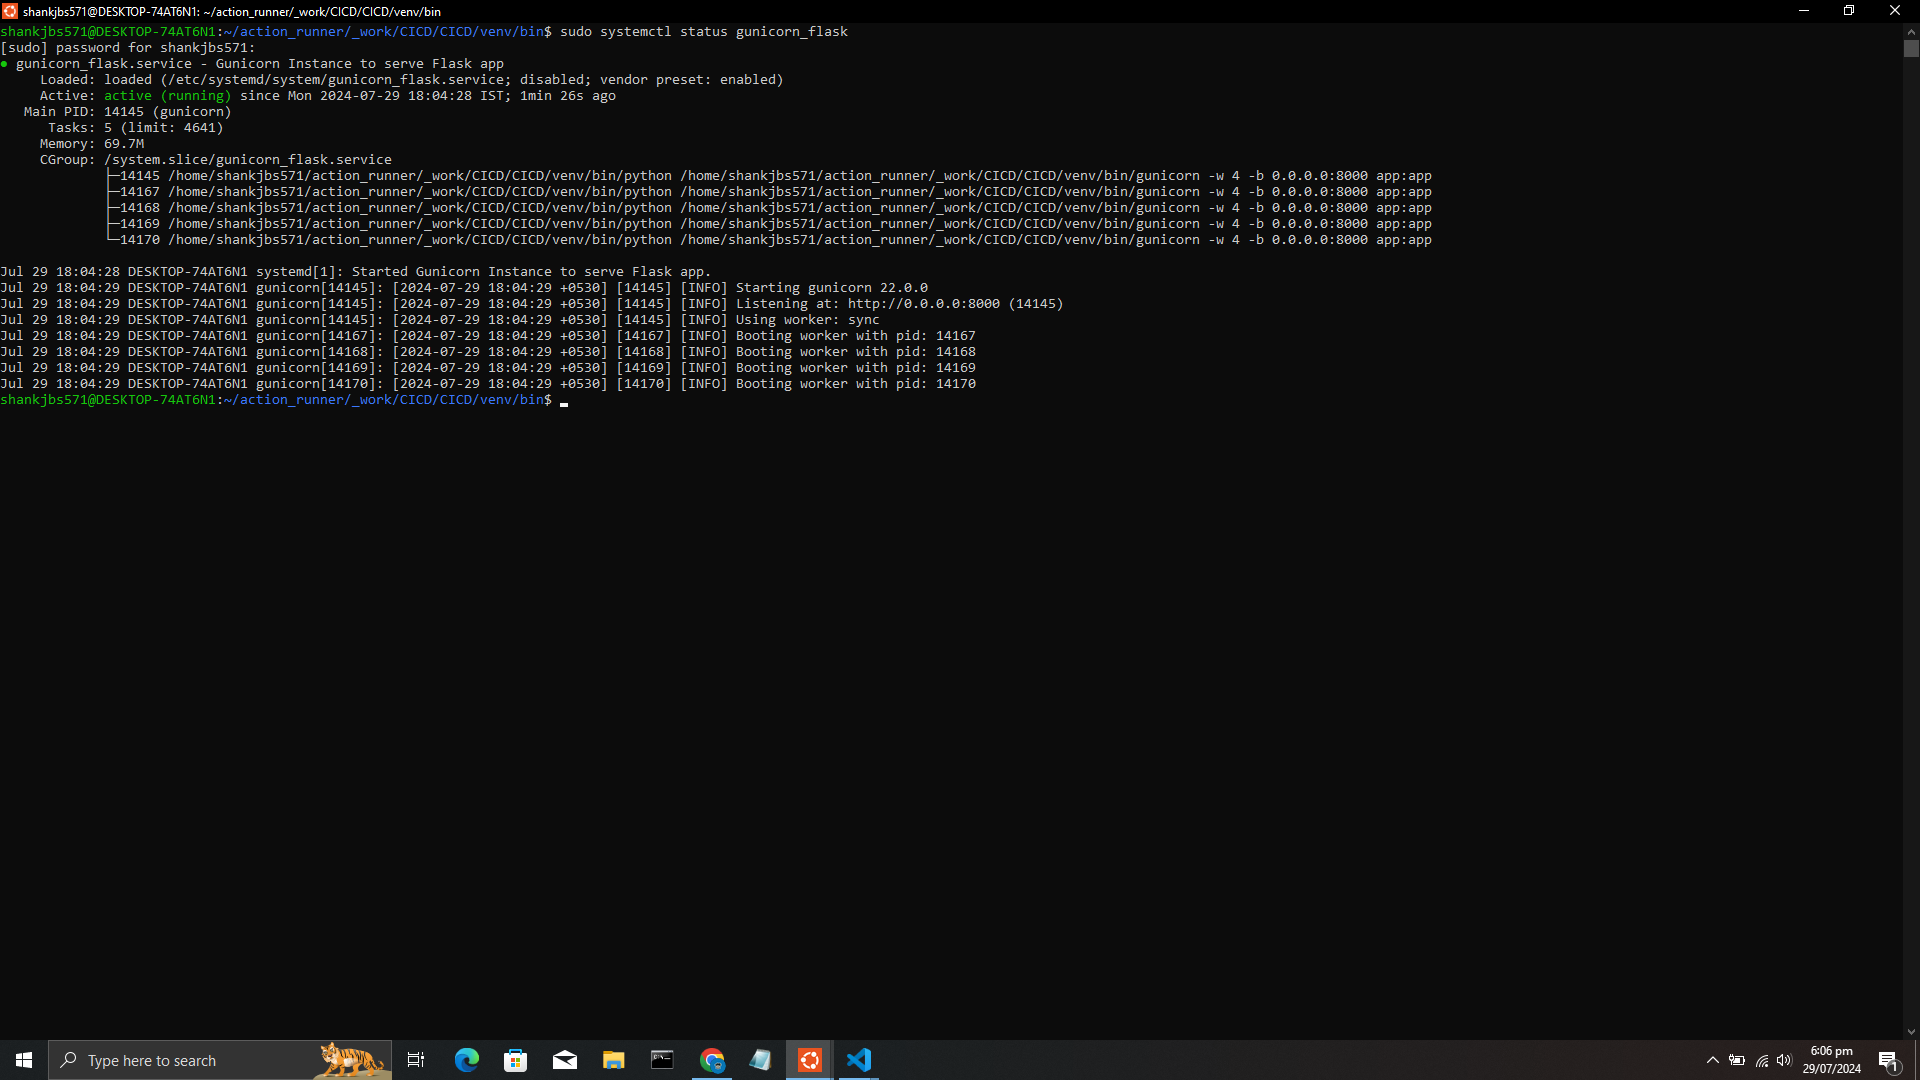 shankjbs571@DESKTOP-74AT6N1: ~/action_runner/_work/CICD/CICD/venv/bin
shankjbs571@DESKTOP-74AT6N1:~/action_runner/_work/CICD/CICD/venv/bin$ sudo systemctl status gunicorn_flask
[sudo] password for shankjbs571:
● gunicorn_flask.service - Gunicorn Instance to serve Flask app
Loaded: loaded (/etc/systemd/system/gunicorn_flask.service; disabled; vendor preset: enabled)
Active: active (running) since Mon 2024-07-29 18:04:28 IST; 1min 26s ago
Main PID: 14145 (gunicorn)
Tasks: 5 (limit: 4641)
Memory: 69.7M
CGroup: /system.slice/gunicorn_flask.service
├─14145 /home/shankjbs571/action_runner/_work/CICD/CICD/venv/bin/python /home/shankjbs571/action_runner/_work/CICD/CICD/venv/bin/gunicorn -w 4 -b 0.0.0.0:8000 app:app
├─14167 /home/shankjbs571/action_runner/_work/CICD/CICD/venv/bin/python /home/shankjbs571/action_runner/_work/CICD/CICD/venv/bin/gunicorn -w 4 -b 0.0.0.0:8000 app:app
├─14168 /home/shankjbs571/action_runner/_work/CICD/CICD/venv/bin/python /home/shankjbs571/action_runner/_work/CICD/CICD/venv/bin/gunicorn -w 4 -b 0.0.0.0:8000 app:app
├─14169 /home/shankjbs571/action_runner/_work/CICD/CICD/venv/bin/python /home/shankjbs571/action_runner/_work/CICD/CICD/venv/bin/gunicorn -w 4 -b 0.0.0.0:8000 app:app
└─14170 /home/shankjbs571/action_runner/_work/CICD/CICD/venv/bin/python /home/shankjbs571/action_runner/_work/CICD/CICD/venv/bin/gunicorn -w 4 -b 0.0.0.0:8000 app:app
Jul 29 18:04:28 DESKTOP-74AT6N1 systemd[1]: Started Gunicorn Instance to serve Flask app.
Jul 29 18:04:29 DESKTOP-74AT6N1 gunicorn[14145]: [2024-07-29 18:04:29 +0530] [14145] [INFO] Starting gunicorn 22.0.0
Jul 29 18:04:29 DESKTOP-74AT6N1 gunicorn[14145]: [2024-07-29 18:04:29 +0530] [14145] [INFO] Listening at: http://0.0.0.0:8000 (14145)
Jul 29 18:04:29 DESKTOP-74AT6N1 gunicorn[14145]: [2024-07-29 18:04:29 +0530] [14145] [INFO] Using worker: sync
Jul 29 18:04:29 DESKTOP-74AT6N1 gunicorn[14167]: [2024-07-29 18:04:29 +0530] [14167] [INFO] Booting worker with pid: 14167
Jul 29 18:04:29 DESKTOP-74AT6N1 gunicorn[14168]: [2024-07-29 18:04:29 +0530] [14168] [INFO] Booting worker with pid: 14168
Jul 29 18:04:29 DESKTOP-74AT6N1 gunicorn[14169]: [2024-07-29 18:04:29 +0530] [14169] [INFO] Booting worker with pid: 14169
Jul 29 18:04:29 DESKTOP-74AT6N1 gunicorn[14170]: [2024-07-29 18:04:29 +0530] [14170] [INFO] Booting worker with pid: 14170
shankjbs571@DESKTOP-74AT6N1:~/action_runner/_work/CICD/CICD/venv/bin$
Type here to search
6:06 pm
29/07/2024
1